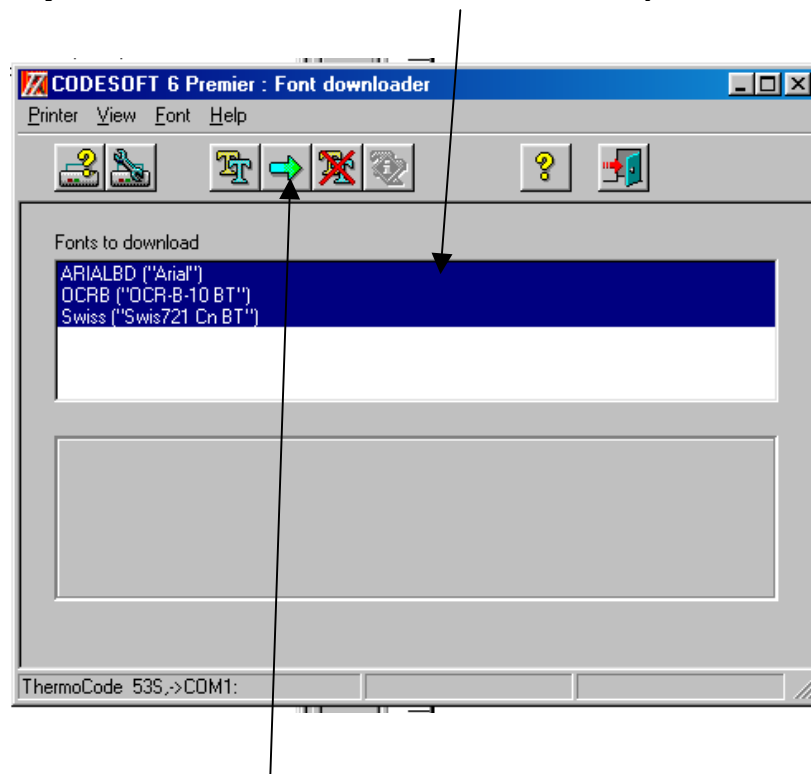 CODESOFT 6 Premier : Font downloader
Printer View Font Help
Fonts to download
ARIALBD ("Arial")
OCRB ("OCR-B-10 BT")
Swiss ("Swis721 Cn BT")
ThermoCode 53S,->COM1: